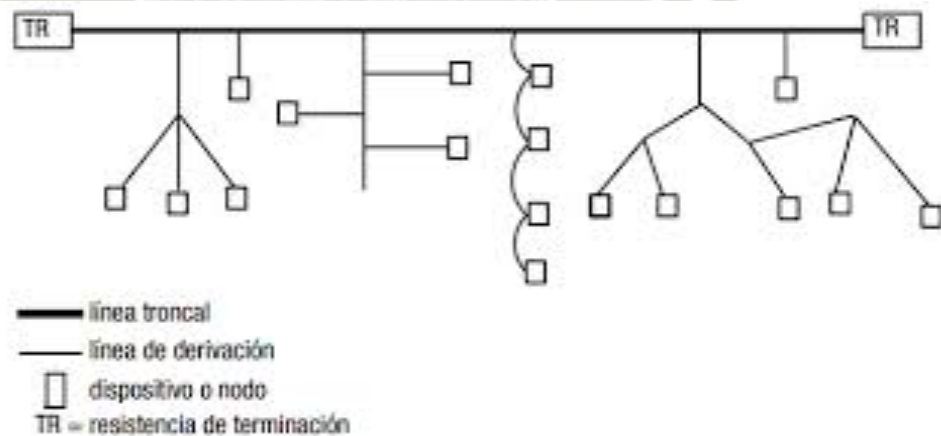 TR TR
línea troncal
línea de derivación
dispositivo o nodo
TR = resistencia de terminación